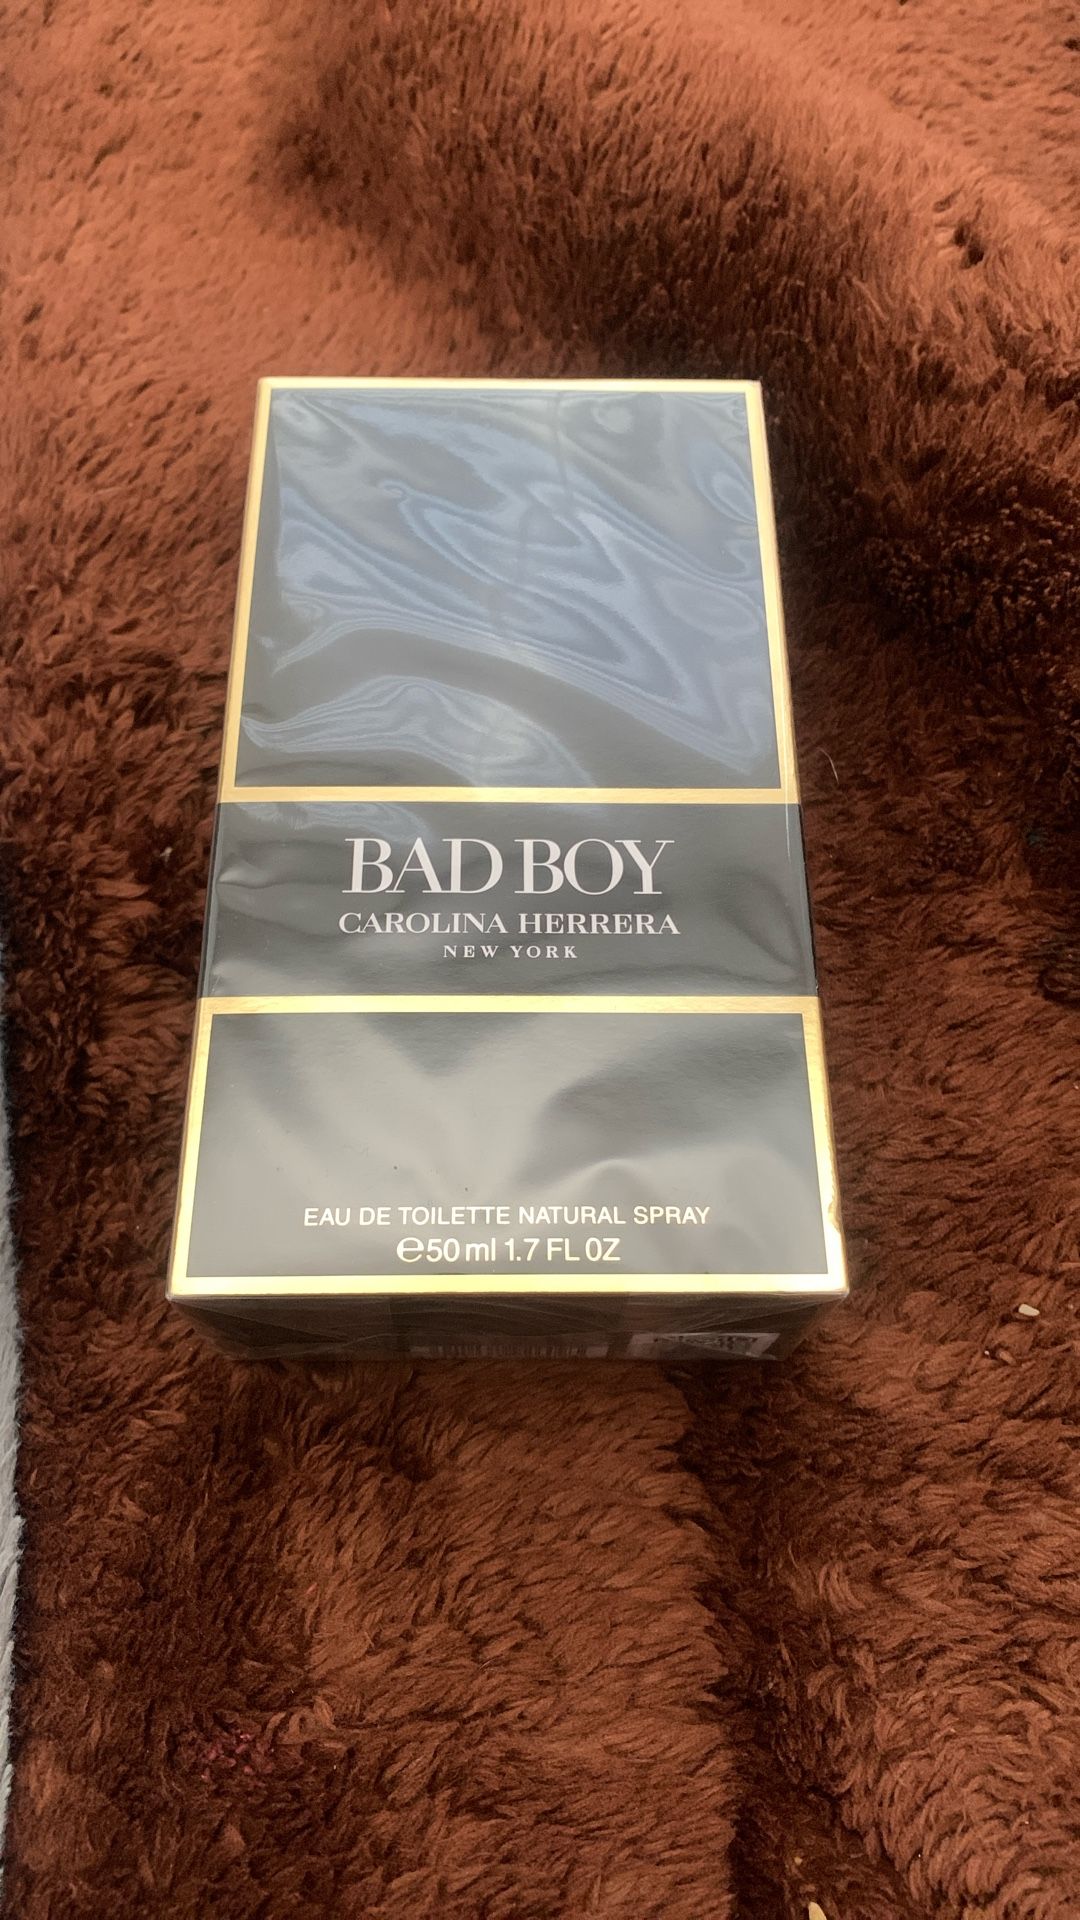 BAD BOY
CAROLINA HERRERA
NEW YORK
EAU DE TOILETTE NATURAL SPRAY
℮50 ml 1.7 FL OZ